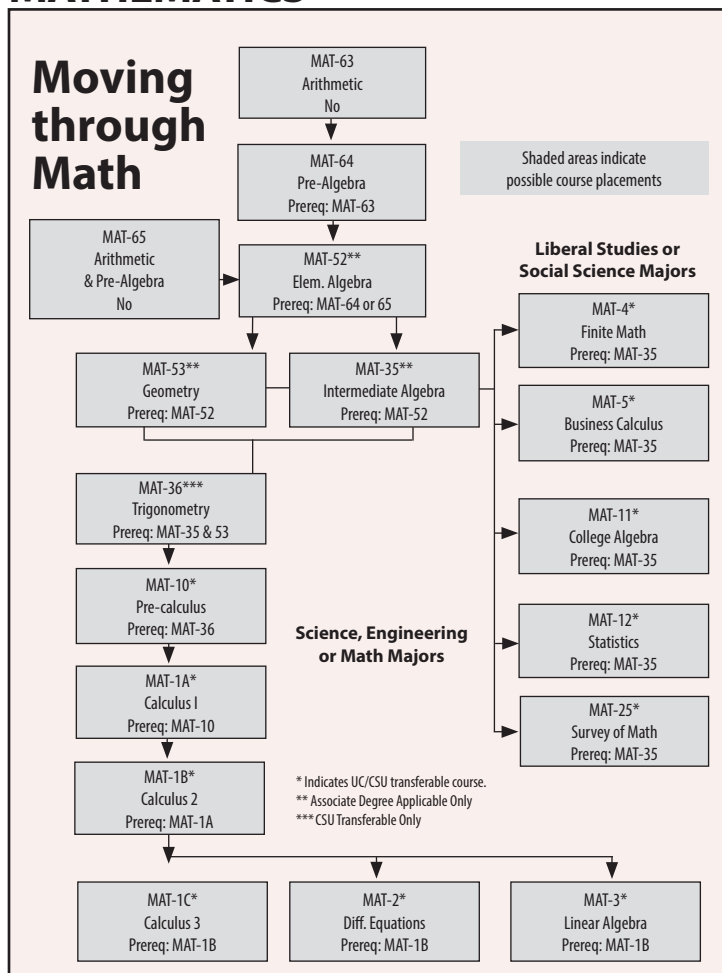 MATHEMATICS
Moving
through
Math
MAT-63
Arithmetic
No
MAT-64
Pre-Algebra
Prereq: MAT-63
Shaded areas indicate
possible course placements
MAT-65
Arithmetic
& Pre-Algebra
No
MAT-52**
Elem. Algebra
Prereq: MAT-64 or 65
Liberal Studies or
Social Science Majors
MAT-53**
Geometry
Prereq: MAT-52
MAT-35**
Intermediate Algebra
Prereq: MAT-52
MAT-4*
Finite Math
Prereq: MAT-35
MAT-5*
Business Calculus
Prereq: MAT-35
MAT-11*
College Algebra
Prereq: MAT-35
MAT-12*
Statistics
Prereq: MAT-35
MAT-25*
Survey of Math
Prereq: MAT-35
MAT-36***
Trigonometry
Prereq: MAT-35 & 53
MAT-10*
Pre-calculus
Prereq: MAT-36
Science, Engineering
or Math Majors
MAT-1A*
Calculus I
Prereq: MAT-10
MAT-1B*
Calculus 2
Prereq: MAT-1A
* Indicates UC/CSU transferable course.
** Associate Degree Applicable Only
*** CSU Transferable Only
MAT-1C*
Calculus 3
Prereq: MAT-1B
MAT-2*
Diff. Equations
Prereq: MAT-1B
MAT-3*
Linear Algebra
Prereq: MAT-1B